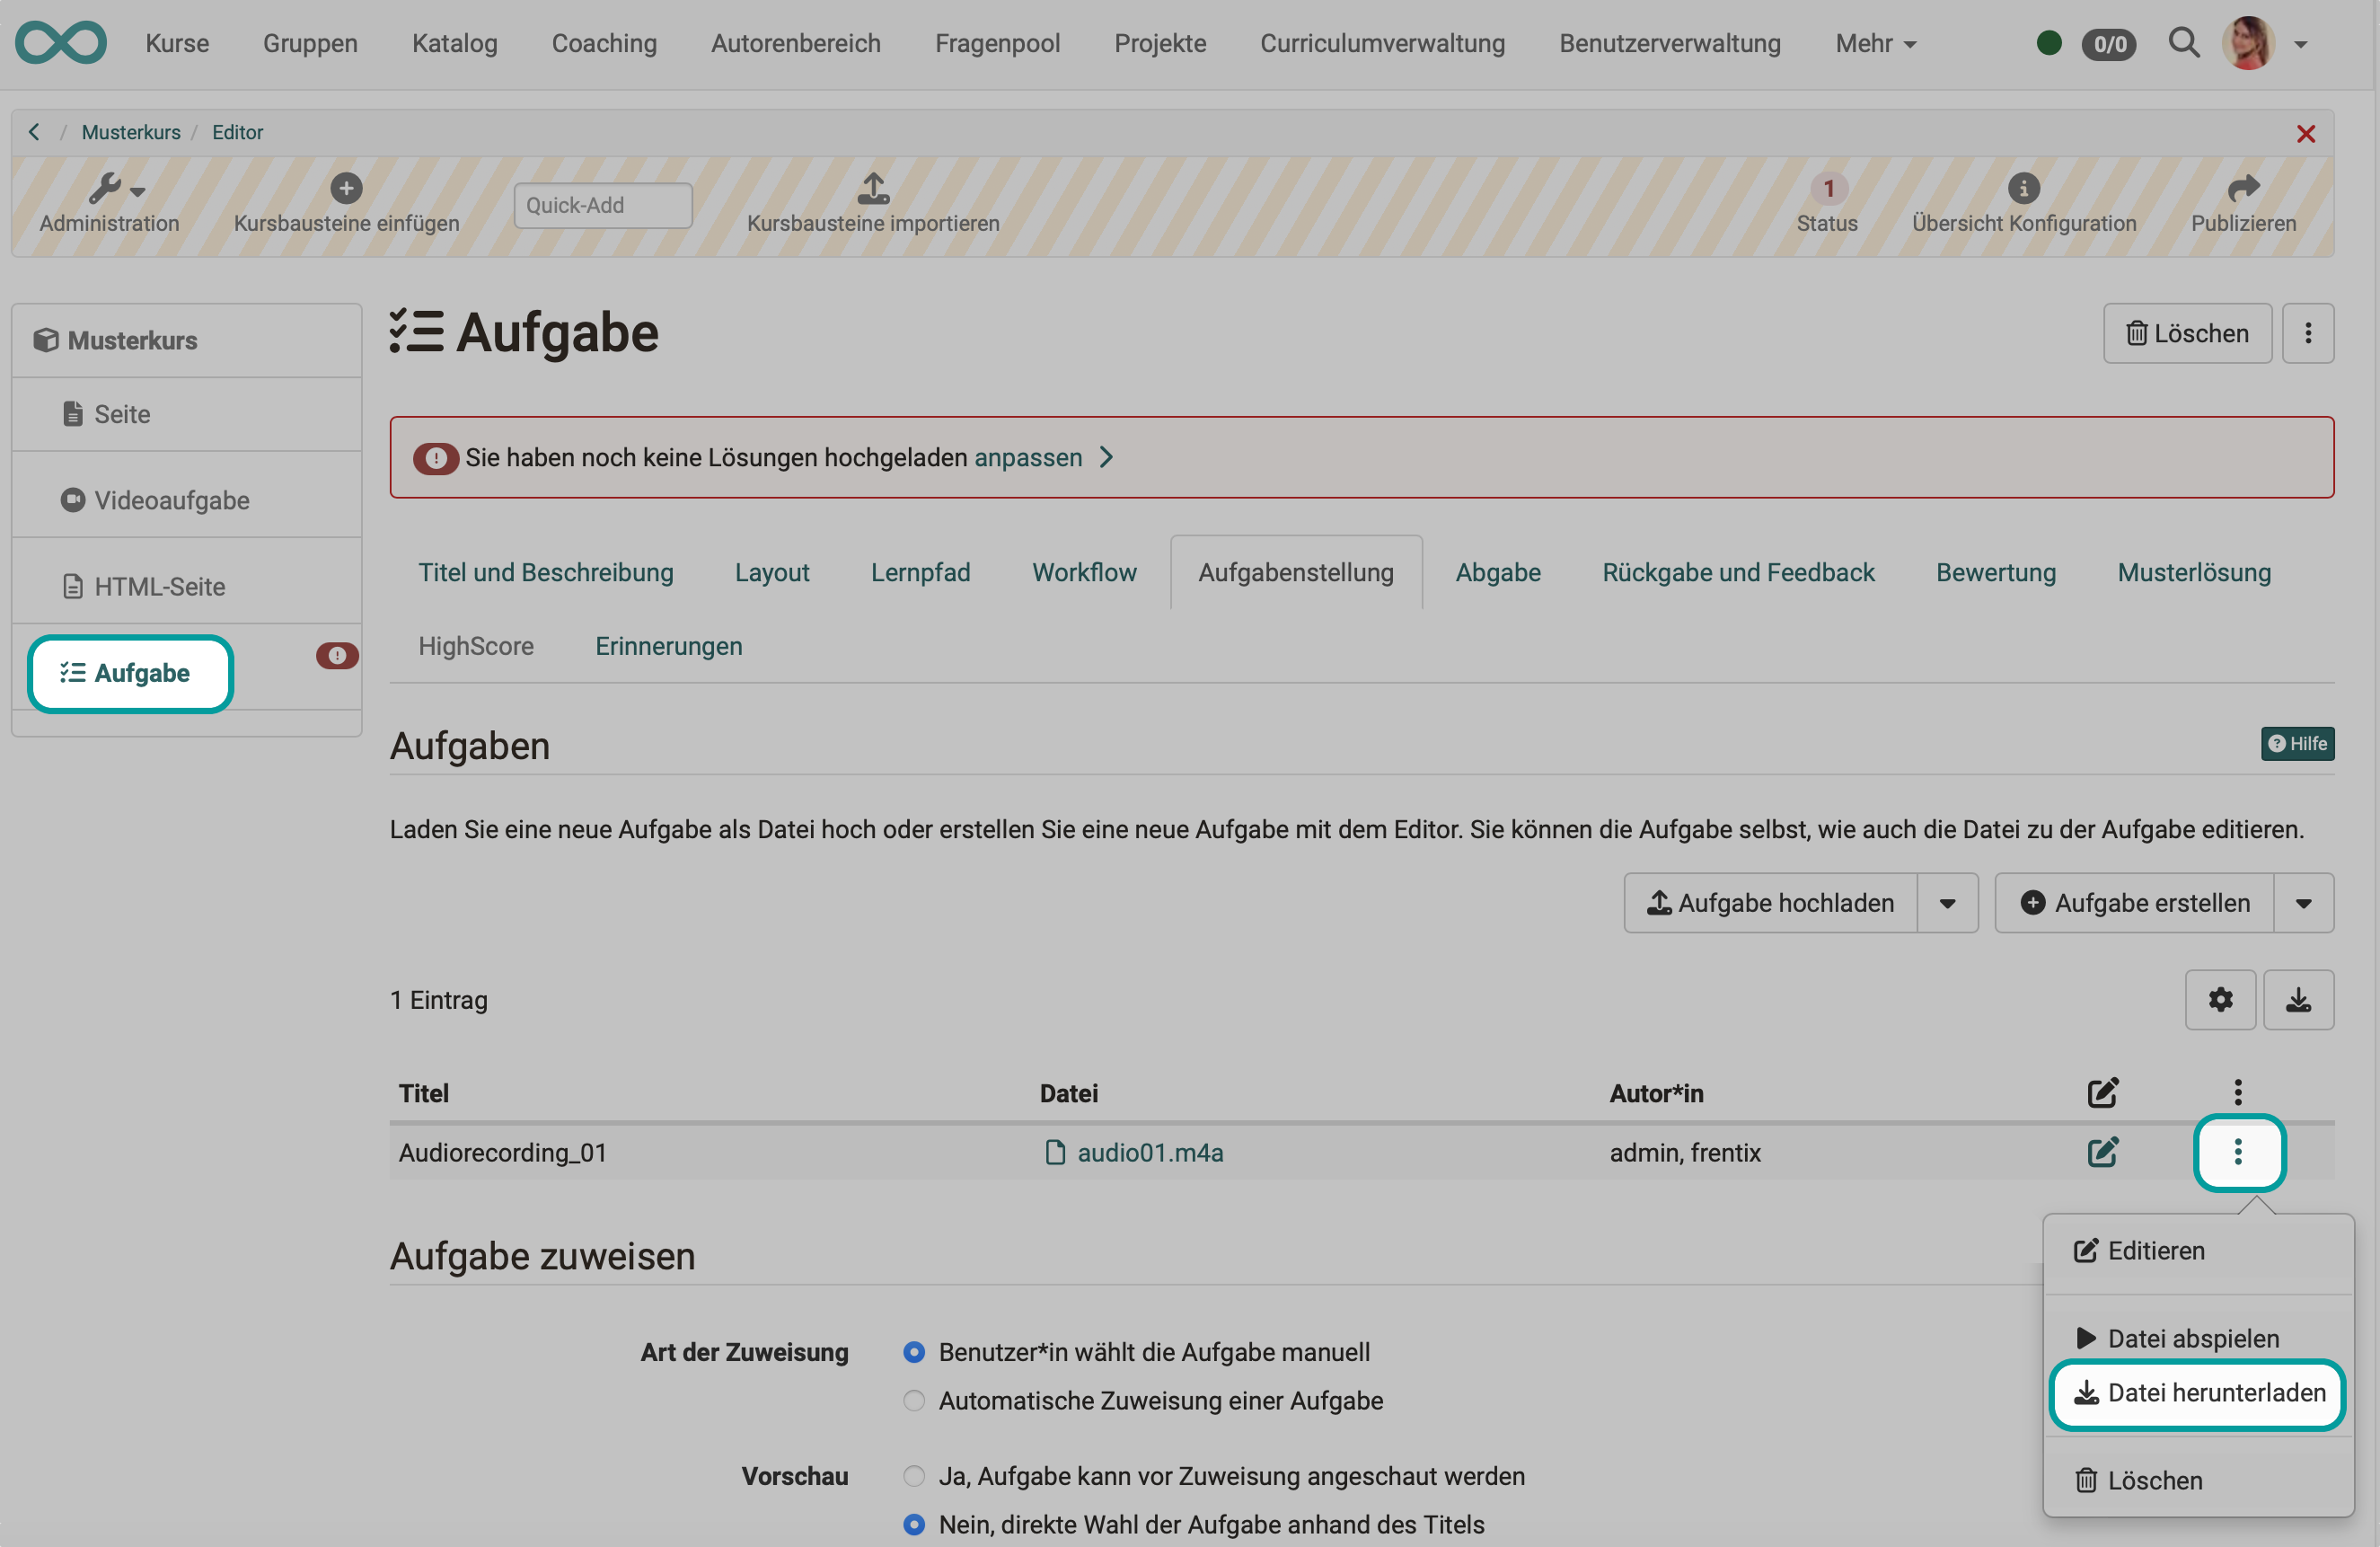 Kurse Gruppen Katalog Coaching Autorenbereich Fragenpool Projekte Curriculumverwaltung Benutzerverwaltung Mehr 0/0
/ Musterkurs / Editor
Administration Kursbausteine einfügen Quick-Add Kursbausteine importieren 1 Status Übersicht Konfiguration Publizieren
Musterkurs
Seite
Videoaufgabe
HTML-Seite
Aufgabe
Aufgabe
Löschen
Sie haben noch keine Lösungen hochgeladen anpassen
Titel und Beschreibung Layout Lernpfad Workflow Aufgabenstellung Abgabe Rückgabe und Feedback Bewertung Musterlösung
HighScore Erinnerungen
Aufgaben
Hilfe
Laden Sie eine neue Aufgabe als Datei hoch oder erstellen Sie eine neue Aufgabe mit dem Editor. Sie können die Aufgabe selbst, wie auch die Datei zu der Aufgabe editieren.
Aufgabe hochladen Aufgabe erstellen
1 Eintrag
Titel Datei Autor*in
Audiorecording_01 audio01.m4a admin, frentix
Editieren
Datei abspielen
Datei herunterladen
Löschen
Aufgabe zuweisen
Art der Zuweisung Benutzer*in wählt die Aufgabe manuell
Automatische Zuweisung einer Aufgabe
Vorschau Ja, Aufgabe kann vor Zuweisung angeschaut werden
Nein, direkte Wahl der Aufgabe anhand des Titels